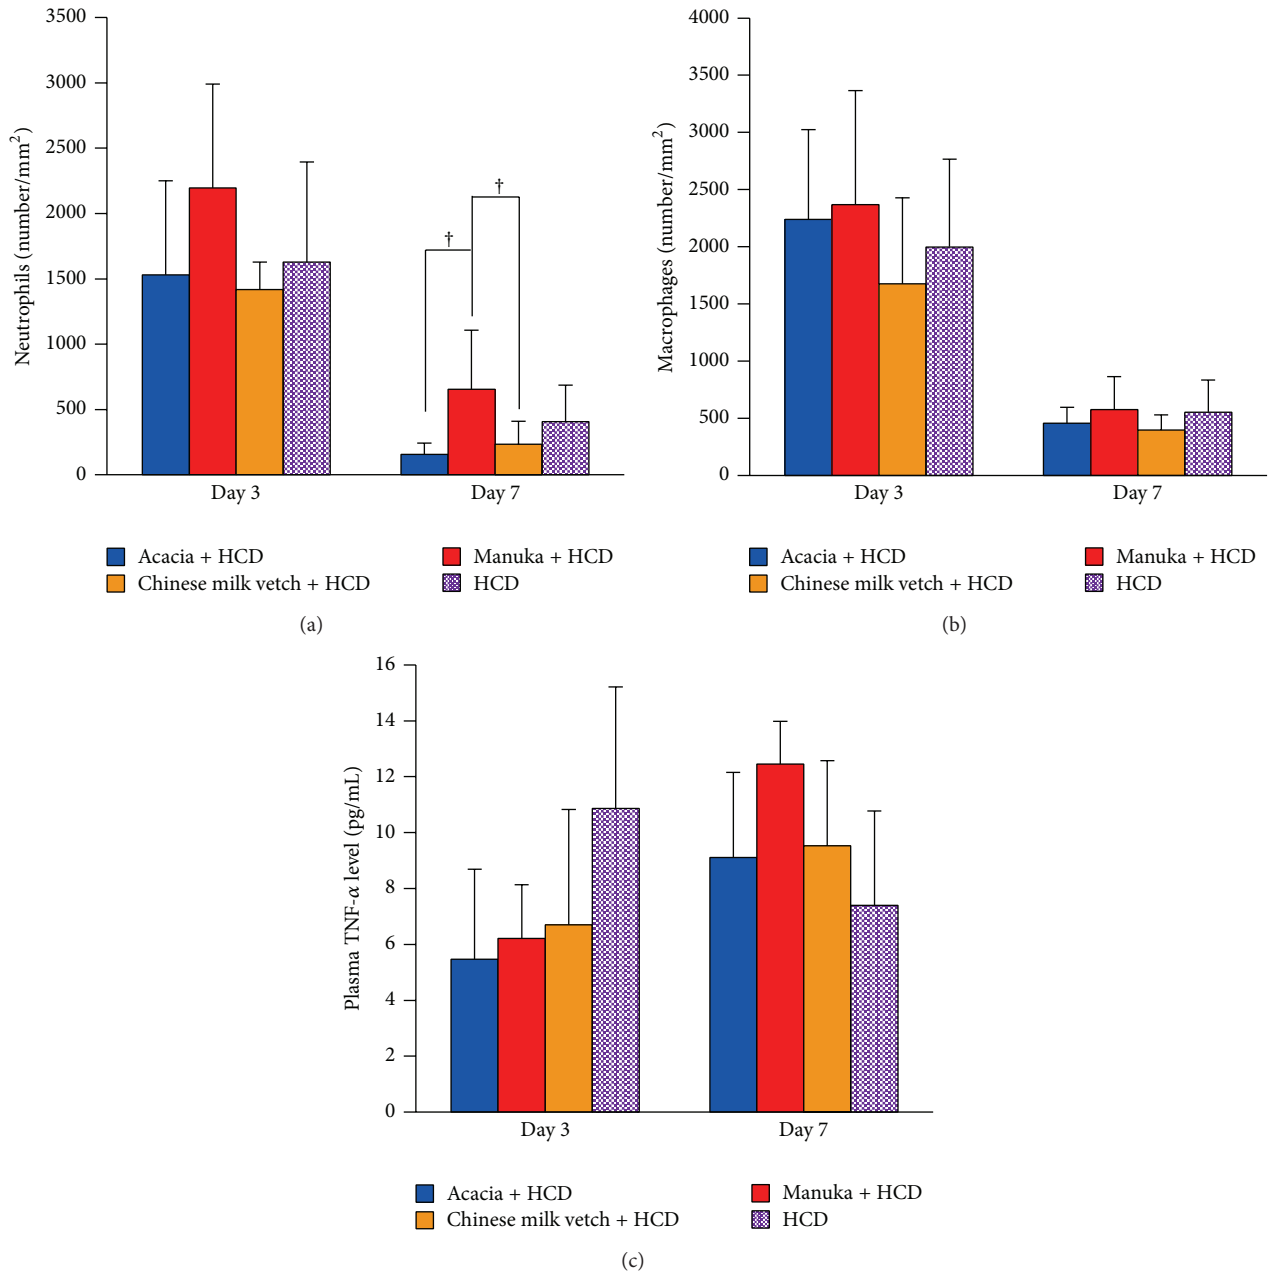 Neutrophils (number/mm²)
3500
3000
2500
2000
1500
1000
500
0
†
†
Day 3
Day 7
Acacia + HCD
Manuka + HCD
Chinese milk vetch + HCD
HCD
(a)
Macrophages (number/mm²)
4000
3500
3000
2500
2000
1500
1000
500
0
Day 3
Day 7
Acacia + HCD
Manuka + HCD
Chinese milk vetch + HCD
HCD
(b)
Plasma TNF-α level (pg/mL)
16
14
12
10
8
6
4
2
0
Day 3
Day 7
Acacia + HCD
Manuka + HCD
Chinese milk vetch + HCD
HCD
(c)